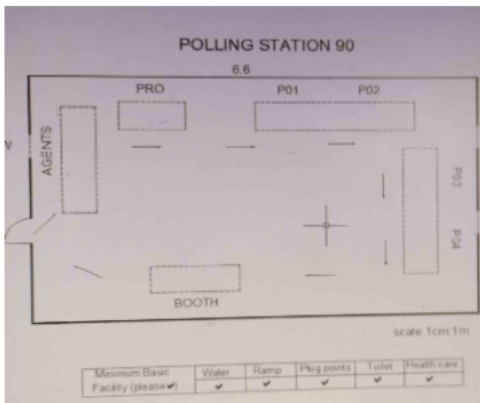 POLLING STATION 90
6.6
PRO P01 P02
AGENTS
P03
P04
BOOTH
scale 1cm:1m
Minimum Basic Facility (please✔) Water Ramp Plug points Toilet Health care
✔ ✔ ✔ ✔ ✔